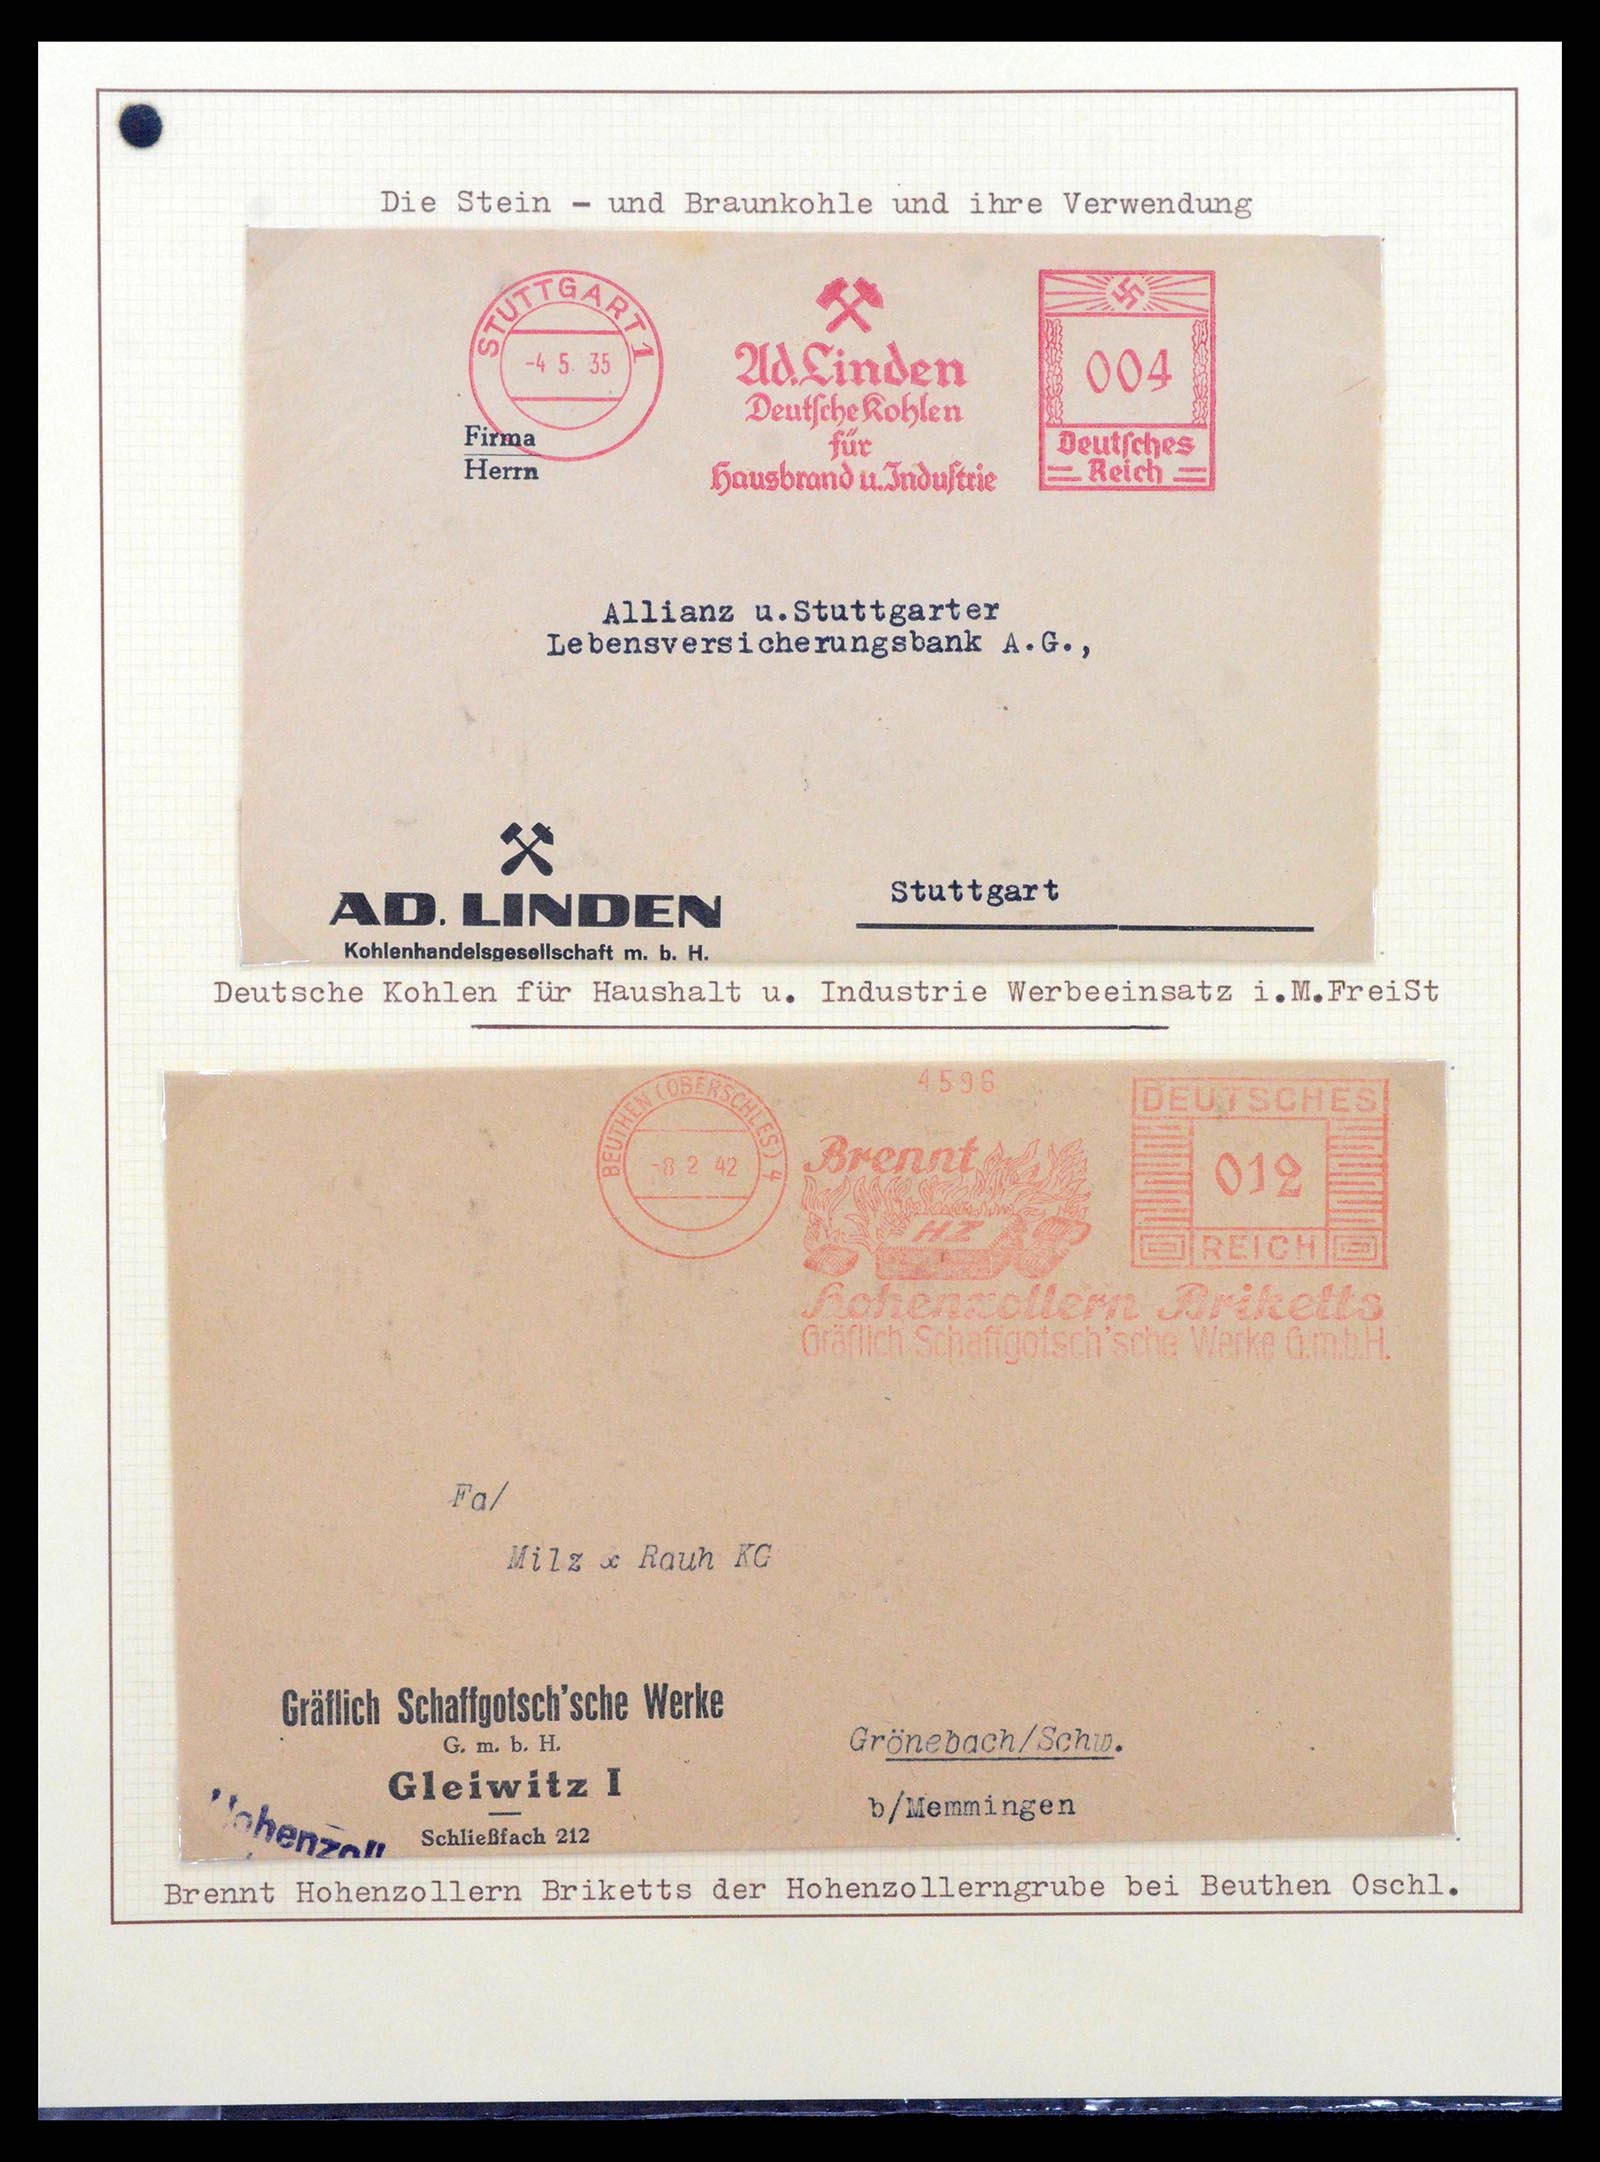 Die Stein - und Braunkohle und ihre Verwendung
STUTTGART 1
-4 5. 35
Ad. Linden
Deutsche Kohlen
für
Hausbrand u. Industrie
004
Deutsches
Reich
Firma
Herrn
Allianz u.Stuttgarter
Lebensversicherungsbank A.G.,
Stuttgart
AD. LINDEN
Kohlenhandelsgesellschaft m. b. H.
Deutsche Kohlen für Haushalt u. Industrie Werbeeinsatz i.M.FreiSt
BEUTHEN (OBERSCHLES) 4
-8 2 42
4596
Brennt
HZ
Hohenzollern Briketts
Gräflich Schaffgotsch'sche Werke G.m.b.H.
DEUTSCHES
012
REICH
Fa/
Milz & Rauh KG
Gräflich Schaffgotsch'sche Werke
G. m. b. H.
Gleiwitz I
Schließfach 212
Hohenzoll
Grönebach/Schw.
b/Memmingen
Brennt Hohenzollern Briketts der Hohenzollerngrube bei Beuthen Oschl.